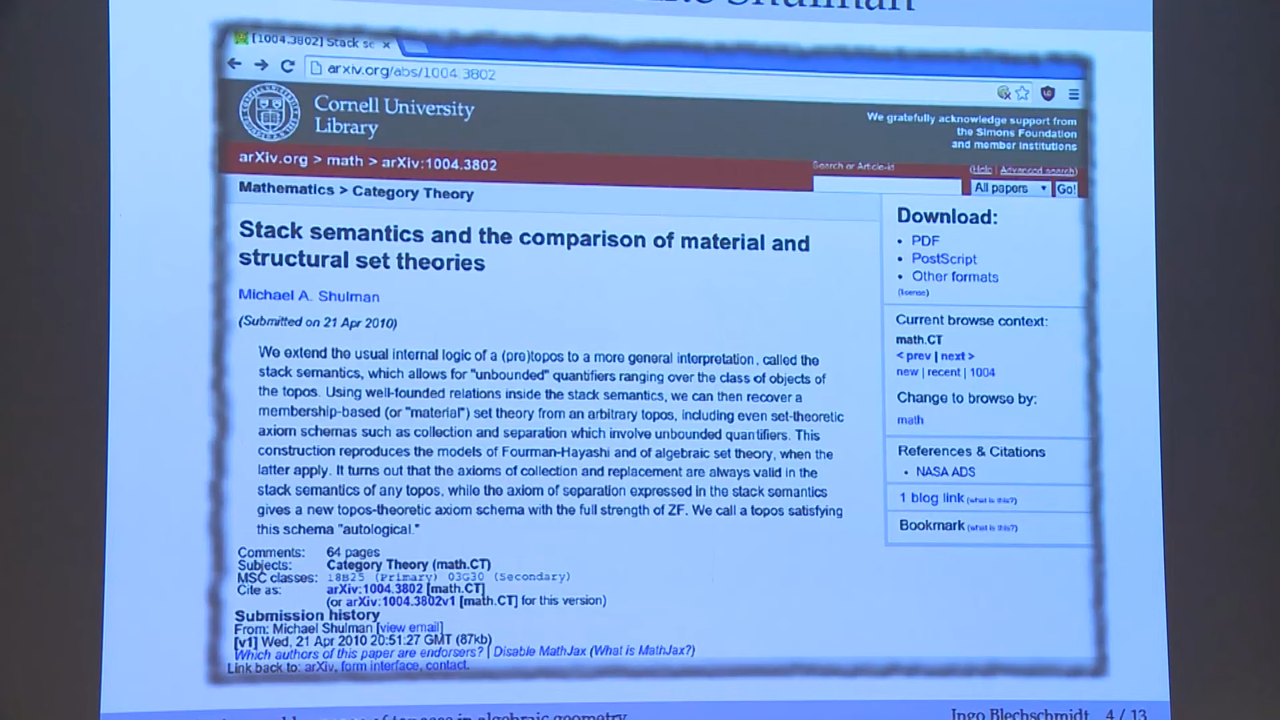 Shulman
[1004.3802] Stack se ×
arxiv.org/abs/1004.3802
Cornell University
Library
We gratefully acknowledge support from
the Simons Foundation
and member institutions
arXiv.org > math > arXiv:1004.3802
Search or Article-id
(Help | Advanced search)
All papers Go!
Mathematics > Category Theory
Stack semantics and the comparison of material and
structural set theories
Michael A. Shulman
(Submitted on 21 Apr 2010)
We extend the usual internal logic of a (pre)topos to a more general interpretation, called the
stack semantics, which allows for "unbounded" quantifiers ranging over the class of objects of
the topos. Using well-founded relations inside the stack semantics, we can then recover a
membership-based (or "material") set theory from an arbitrary topos, including even set-theoretic
axiom schemas such as collection and separation which involve unbounded quantifiers. This
construction reproduces the models of Fourman-Hayashi and of algebraic set theory, when the
latter apply. It turns out that the axioms of collection and replacement are always valid in the
stack semantics of any topos, while the axiom of separation expressed in the stack semantics
gives a new topos-theoretic axiom schema with the full strength of ZF. We call a topos satisfying
this schema "autological."
Comments: 64 pages
Subjects: Category Theory (math.CT)
MSC classes: 18B25 (Primary) 03G30 (Secondary)
Cite as: arXiv:1004.3802 [math.CT]
(or arXiv:1004.3802v1 [math.CT] for this version)
Submission history
From: Michael Shulman [view email]
[v1] Wed, 21 Apr 2010 20:51:27 GMT (87kb)
Which authors of this paper are endorsers? | Disable MathJax (What is MathJax?)
Link back to: arXiv, form interface, contact.
Download:
• PDF
• PostScript
• Other formats
(license)
Current browse context:
math.CT
< prev | next >
new | recent | 1004
Change to browse by:
math
References & Citations
• NASA ADS
1 blog link (what is this?)
Bookmark (what is this?)
of toposes in algebraic geometry
Ingo Blechschmidt 4 / 13